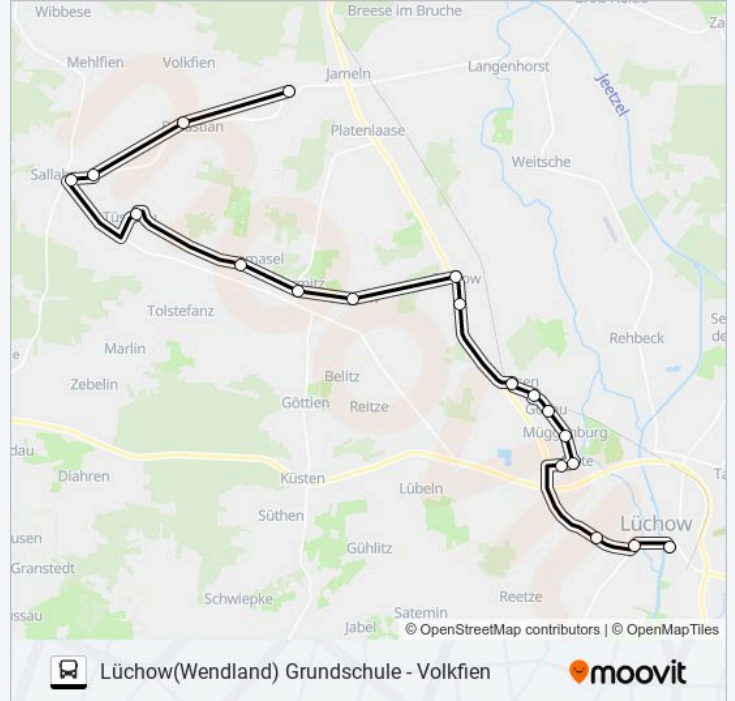 Wibbese
Breese im Bruche
Mehlfien
Volkfien
Jameln
Langenhorst
Jeetzel
Platenlaase
Weitsche
Tolstefanz
Rehbeck
Marlin
Belitz
Zebelin
Göttien
Reitze
Müggenburg
Diahren
Küsten
Lübeln
Süthen
Lüchow
Gühlitz
Granstedt
Schwiepke
Reetze
Satemin
Jabel
© OpenStreetMap contributors | © OpenMapTiles
Lüchow(Wendland) Grundschule - Volkfien
moovit